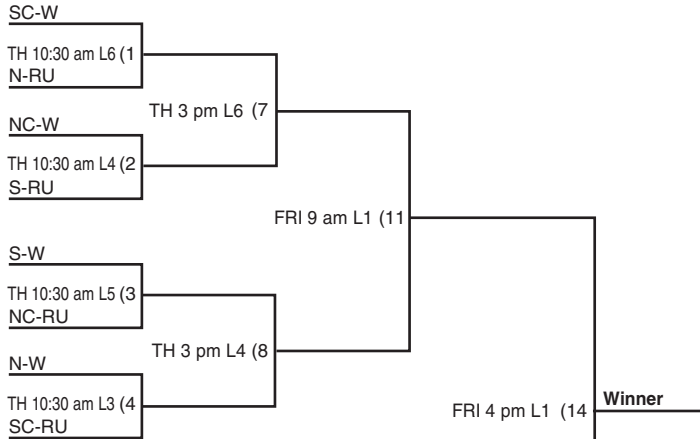 SC-W
TH 10:30 am L6 (1
N-RU
TH 3 pm L6 (7
NC-W
TH 10:30 am L4 (2
S-RU
FRI 9 am L1 (11
S-W
TH 10:30 am L5 (3
NC-RU
TH 3 pm L4 (8
N-W
TH 10:30 am L3 (4
SC-RU
FRI 4 pm L1 (14
Winner